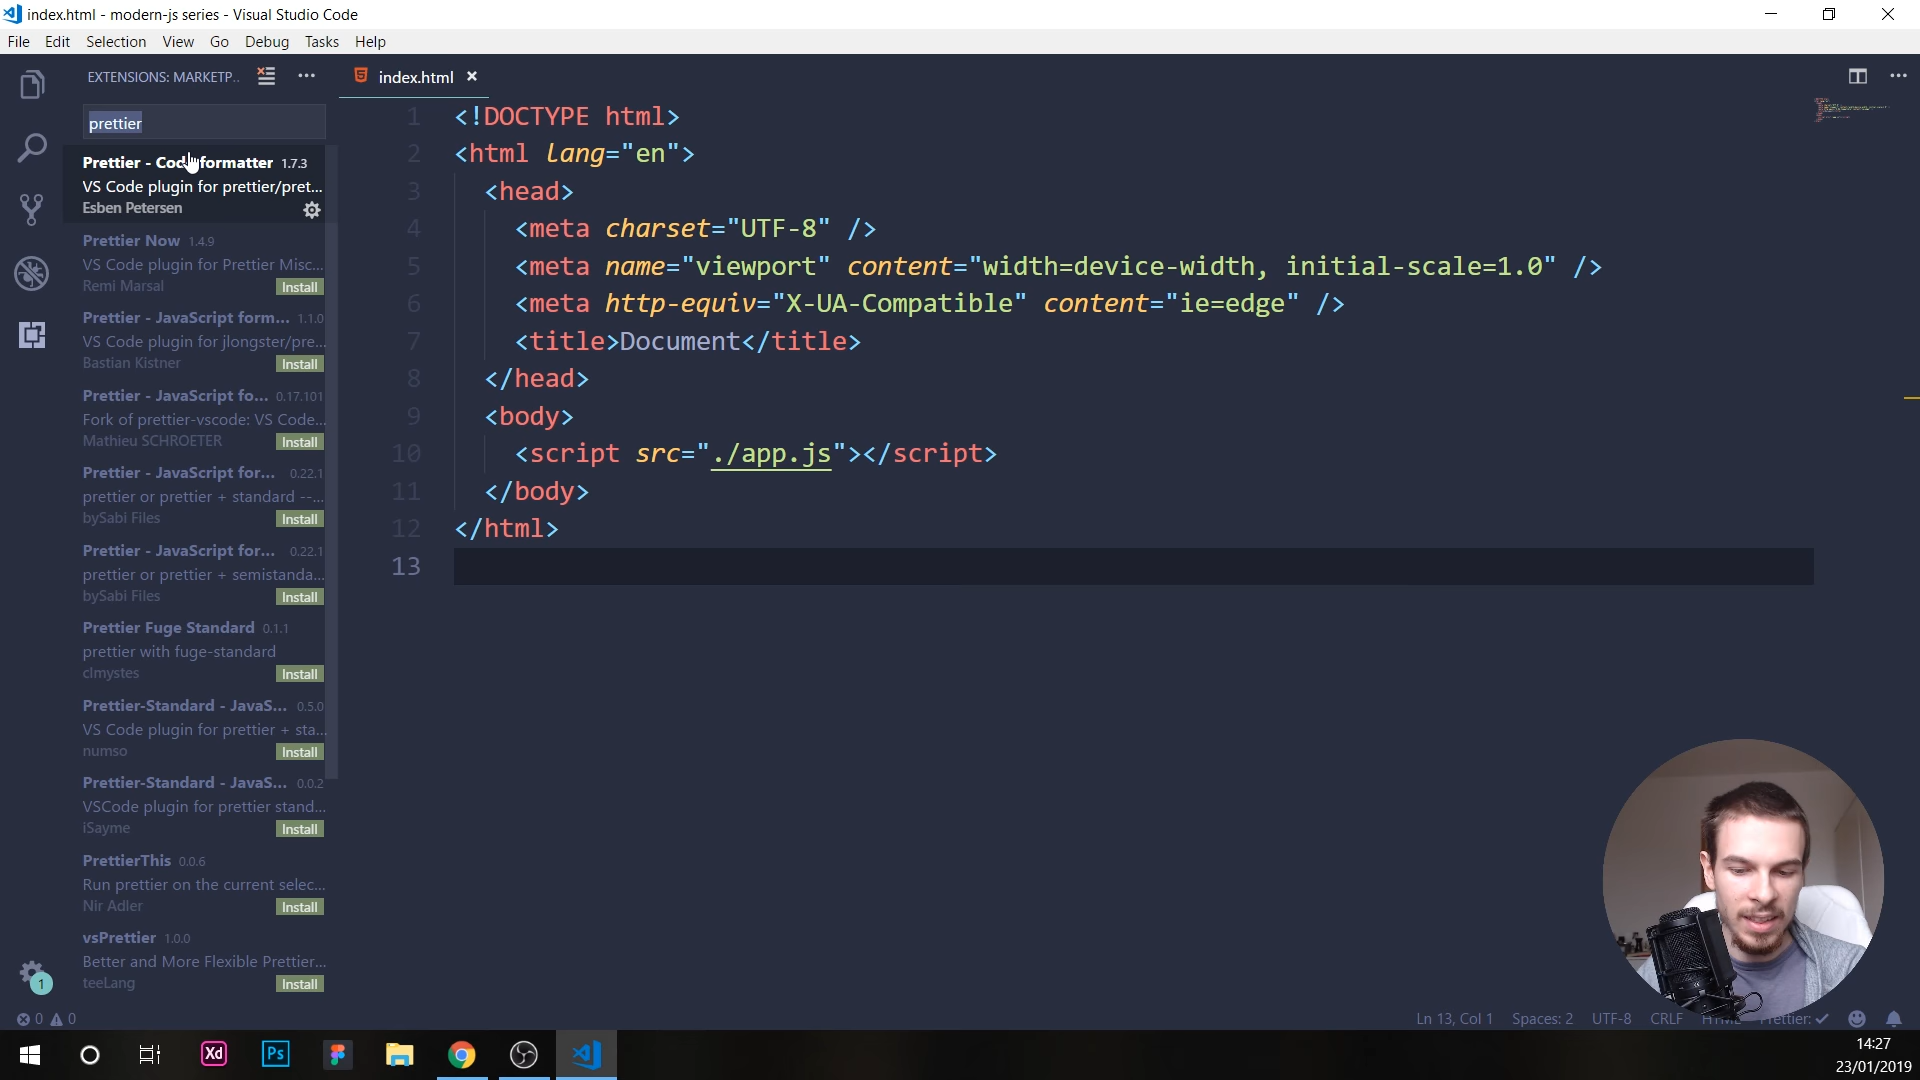 index.html - modern-js series - Visual Studio Code
File Edit Selection View Go Debug Tasks Help
EXTENSIONS: MARKETP...
prettier
Prettier - Code formatter 1.7.3
VS Code plugin for prettier/pret...
Esben Petersen
Prettier Now 1.4.9
VS Code plugin for Prettier Misc...
Remi Marsal
Install
Prettier - JavaScript form... 1.1.0
VS Code plugin for jlongster/pre...
Bastian Kistner
Install
Prettier - JavaScript fo... 0.17.101
Fork of prettier-vscode: VS Code...
Mathieu SCHROETER
Install
Prettier - JavaScript for... 0.22.1
prettier or prettier + standard --...
bySabi Files
Install
Prettier - JavaScript for... 0.22.1
prettier or prettier + semistanda...
bySabi Files
Install
Prettier Fuge Standard 0.1.1
prettier with fuge-standard
clmystes
Install
Prettier-Standard - JavaS... 0.5.0
VS Code plugin for prettier + sta...
numso
Install
Prettier-Standard - JavaS... 0.0.2
VSCode plugin for prettier stand...
iSayme
Install
PrettierThis 0.0.6
Run prettier on the current selec...
Nir Adler
Install
vsPrettier 1.0.0
Better and More Flexible Prettier...
teeLang
Install
index.html
1 <!DOCTYPE html>
2 <html lang="en">
3 <head>
4 <meta charset="UTF-8" />
5 <meta name="viewport" content="width=device-width, initial-scale=1.0" />
6 <meta http-equiv="X-UA-Compatible" content="ie=edge" />
7 <title>Document</title>
8 </head>
9 <body>
10 <script src="./app.js"></script>
11 </body>
12 </html>
13
1
0 0
Ln 13, Col 1 Spaces: 2 UTF-8 CRLF HTML Prettier: ✓
Xd Ps
14:27
23/01/2019